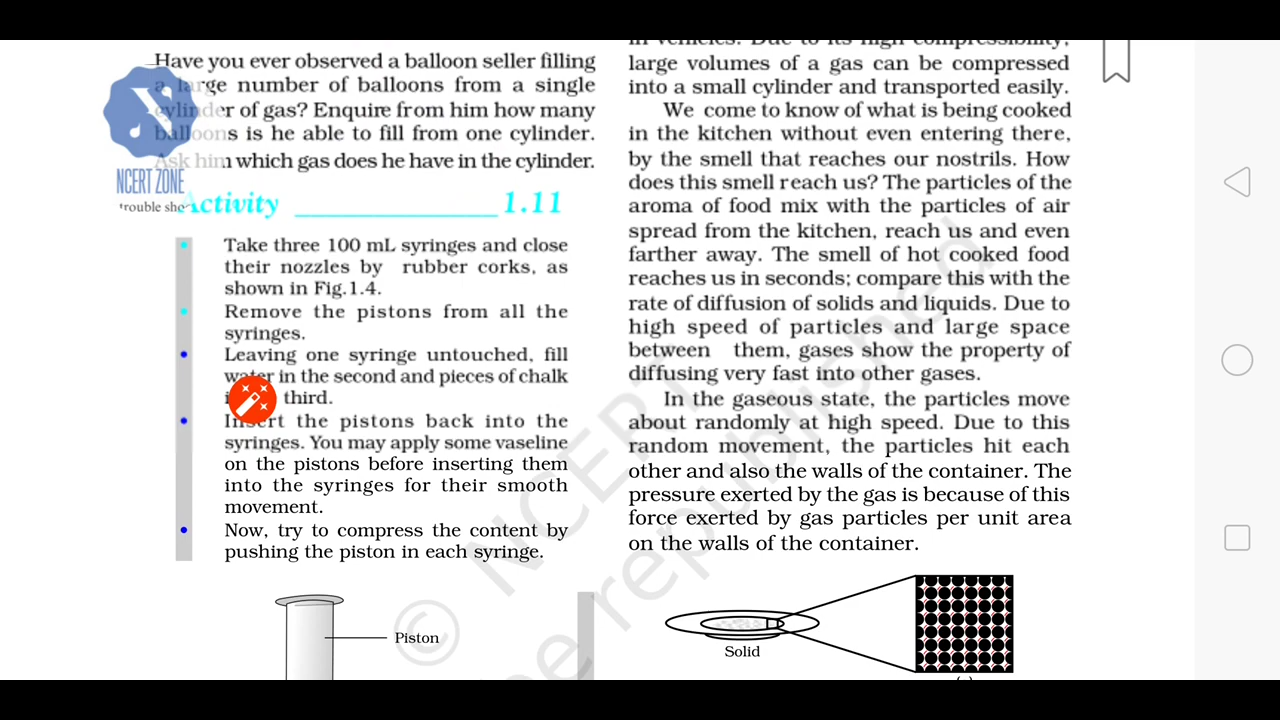 Have you ever observed a balloon seller filling
a large number of balloons from a single
cylinder of gas? Enquire from him how many
balloons is he able to fill from one cylinder.
Ask him which gas does he have in the cylinder.
NCERT ZONE
trouble sho
Activity 1.11
• Take three 100 mL syringes and close
their nozzles by rubber corks, as
shown in Fig.1.4.
• Remove the pistons from all the
syringes.
• Leaving one syringe untouched, fill
water in the second and pieces of chalk
third.
• Insert the pistons back into the
syringes. You may apply some vaseline
on the pistons before inserting them
into the syringes for their smooth
movement.
• Now, try to compress the content by
pushing the piston in each syringe.
Piston
in vehicles. Due to its high compressibility,
large volumes of a gas can be compressed
into a small cylinder and transported easily.
We come to know of what is being cooked
in the kitchen without even entering there,
by the smell that reaches our nostrils. How
does this smell reach us? The particles of the
aroma of food mix with the particles of air
spread from the kitchen, reach us and even
farther away. The smell of hot cooked food
reaches us in seconds; compare this with the
rate of diffusion of solids and liquids. Due to
high speed of particles and large space
between them, gases show the property of
diffusing very fast into other gases.
In the gaseous state, the particles move
about randomly at high speed. Due to this
random movement, the particles hit each
other and also the walls of the container. The
pressure exerted by the gas is because of this
force exerted by gas particles per unit area
on the walls of the container.
Solid
© NCERT
be republished